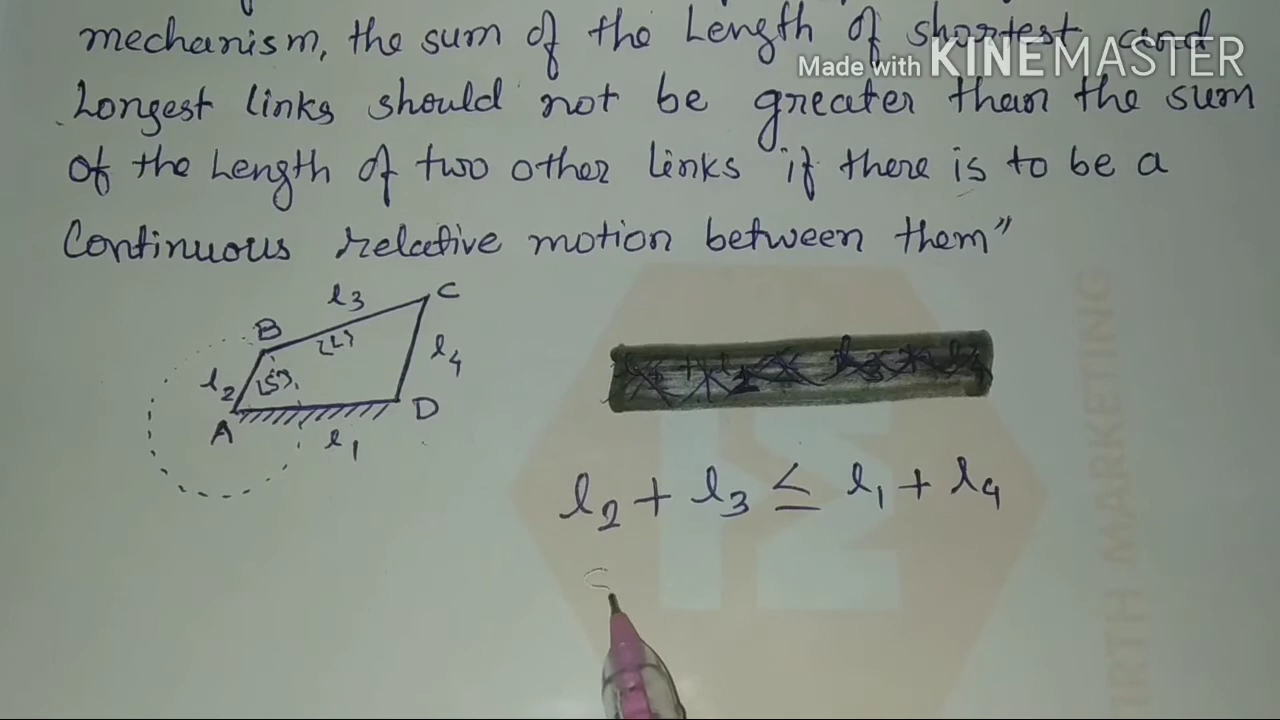 mechanism, the sum of the Length of shortest and
Made with KINEMASTER
Longest links should not be greater than the sum
of the Length of two other links "if there is to be a
Continuous relative motion between them"
l3
C
B
(L)
l2
(S)
l4
A
D
l1
l2 + l3 ≤ l1 + l4
S
IRTH MARKETING